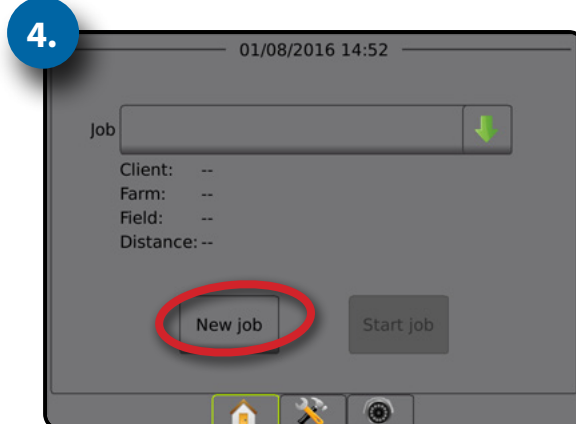 4.
01/08/2016 14:52
Job
Client: --
Farm: --
Field: --
Distance: --
New job Start job